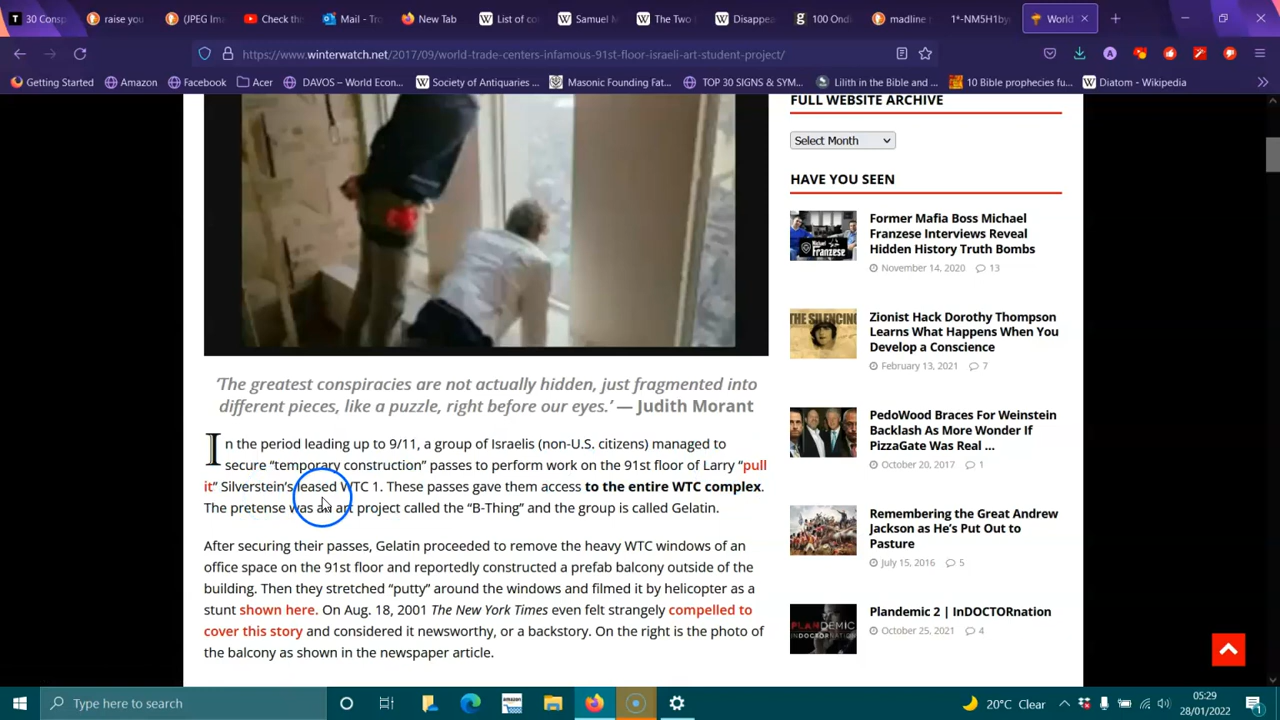 30 Conso
raise you
(JPEG Im
Check the
Mail - Tro
New Tab
List of co
Samuel M
The Two
Disappea
100 Ondi
madline
1*-NM5H1by
World
https://www.winterwatch.net/2017/09/world-trade-centers-infamous-91st-floor-israeli-art-student-project/
Getting Started
Amazon
Facebook
Acer
DAVOS – World Econ...
Society of Antiquaries ...
Masonic Founding Fat...
TOP 30 SIGNS & SYM...
Lilith in the Bible and ...
10 Bible prophecies fu...
Diatom - Wikipedia
FULL WEBSITE ARCHIVE
Select Month
HAVE YOU SEEN
Former Mafia Boss Michael
Franzese Interviews Reveal
Hidden History Truth Bombs
November 14, 2020 13
Zionist Hack Dorothy Thompson
Learns What Happens When You
Develop a Conscience
February 13, 2021 7
PedoWood Braces For Weinstein
Backlash As More Wonder If
PizzaGate Was Real ...
October 20, 2017 1
Remembering the Great Andrew
Jackson as He's Put Out to
Pasture
July 15, 2016 5
Plandemic 2 | InDOCTORnation
October 25, 2021 4
THE SILENCING
PLANDEMIC
INDOCTORNATION
'The greatest conspiracies are not actually hidden, just fragmented into
different pieces, like a puzzle, right before our eyes.' — Judith Morant
In the period leading up to 9/11, a group of Israelis (non-U.S. citizens) managed to
secure “temporary construction” passes to perform work on the 91st floor of Larry “pull
it” Silverstein's leased WTC 1. These passes gave them access to the entire WTC complex.
The pretense was an art project called the “B-Thing” and the group is called Gelatin.
After securing their passes, Gelatin proceeded to remove the heavy WTC windows of an
office space on the 91st floor and reportedly constructed a prefab balcony outside of the
building. Then they stretched “putty” around the windows and filmed it by helicopter as a
stunt shown here. On Aug. 18, 2001 The New York Times even felt strangely compelled to
cover this story and considered it newsworthy, or a backstory. On the right is the photo of
the balcony as shown in the newspaper article.
Type here to search
amazon
20°C Clear
05:29
28/01/2022